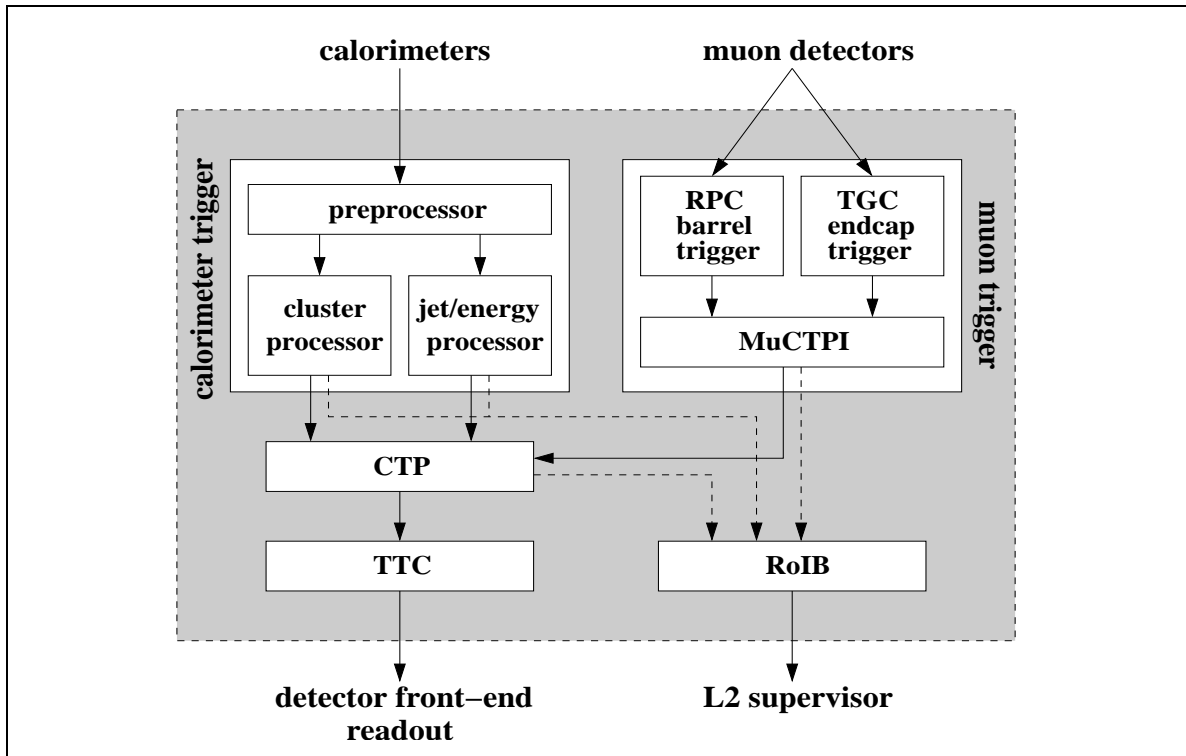 calorimeters
muon detectors
calorimeter trigger
preprocessor
cluster
processor
jet/energy
processor
RPC
barrel
trigger
TGC
endcap
trigger
MuCTPI
muon trigger
CTP
TTC
RoIB
detector front−end
readout
L2 supervisor